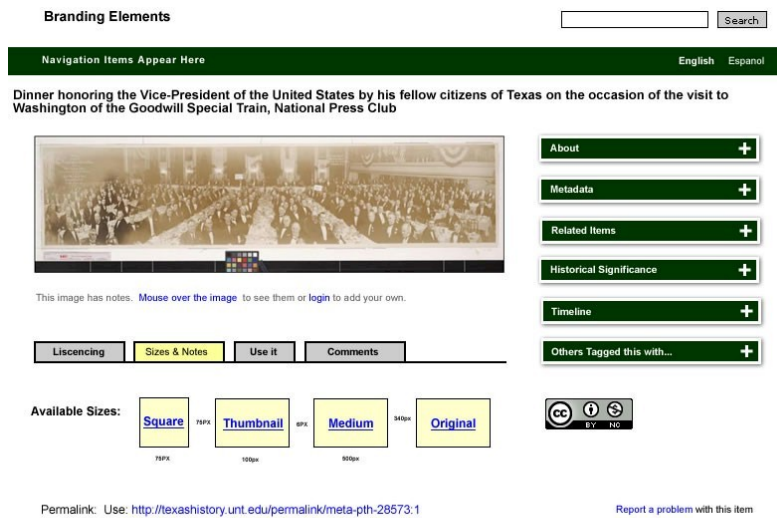 Branding Elements
Search
Navigation Items Appear Here
English Espanol
Dinner honoring the Vice-President of the United States by his fellow citizens of Texas on the occasion of the visit to
Washington of the Goodwill Special Train, National Press Club
About
Metadata
Related Items
Historical Significance
Timeline
Others Tagged this with...
This image has notes. Mouse over the image to see them or login to add your own.
Liscencing
Sizes & Notes
Use it
Comments
Available Sizes:
Square
75PX
75PX
Thumbnail
6PX
100px
Medium
340px
500px
Original
cc BY NC
Permalink: Use: http://texashistory.unt.edu/permalink/meta-pth-28573:1
Report a problem with this item